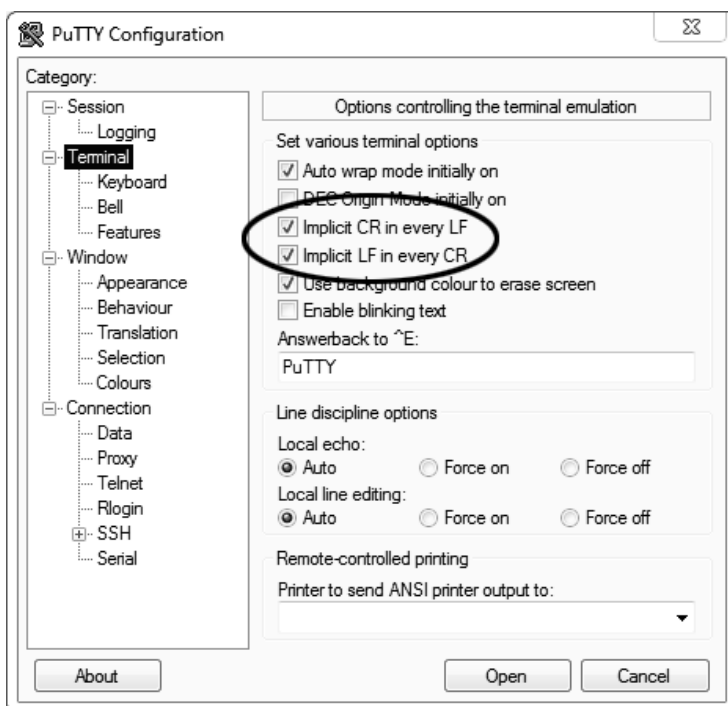 PuTTY Configuration
Category:
Session
Logging
Terminal
Keyboard
Bell
Features
Window
Appearance
Behaviour
Translation
Selection
Colours
Connection
Data
Proxy
Telnet
Rlogin
SSH
Serial
Options controlling the terminal emulation
Set various terminal options
Auto wrap mode initially on
DEC Origin Mode initially on
Implicit CR in every LF
Implicit LF in every CR
Use background colour to erase screen
Enable blinking text
Answerback to ^E:
PuTTY
Line discipline options
Local echo:
Auto Force on Force off
Local line editing:
Auto Force on Force off
Remote-controlled printing
Printer to send ANSI printer output to:
About Open Cancel